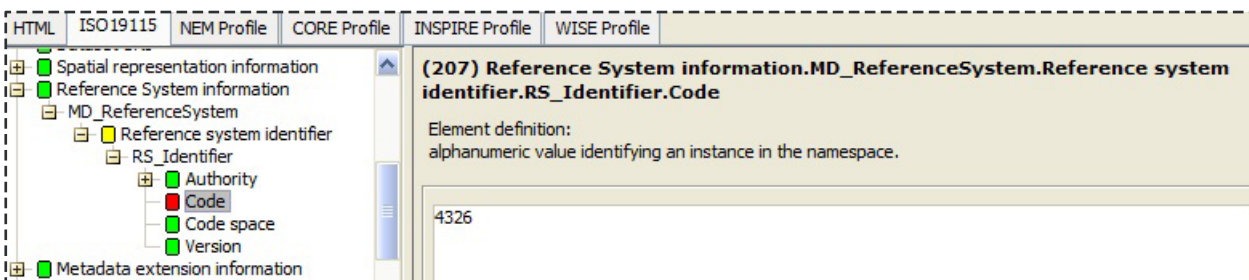 HTML ISO19115 NEM Profile CORE Profile INSPIRE Profile WISE Profile
Spatial representation information
Reference System information
MD_ReferenceSystem
Reference system identifier
RS_Identifier
Authority
Code
Code space
Version
Metadata extension information
(207) Reference System information.MD_ReferenceSystem.Reference system
identifier.RS_Identifier.Code
Element definition:
alphanumeric value identifying an instance in the namespace.
4326